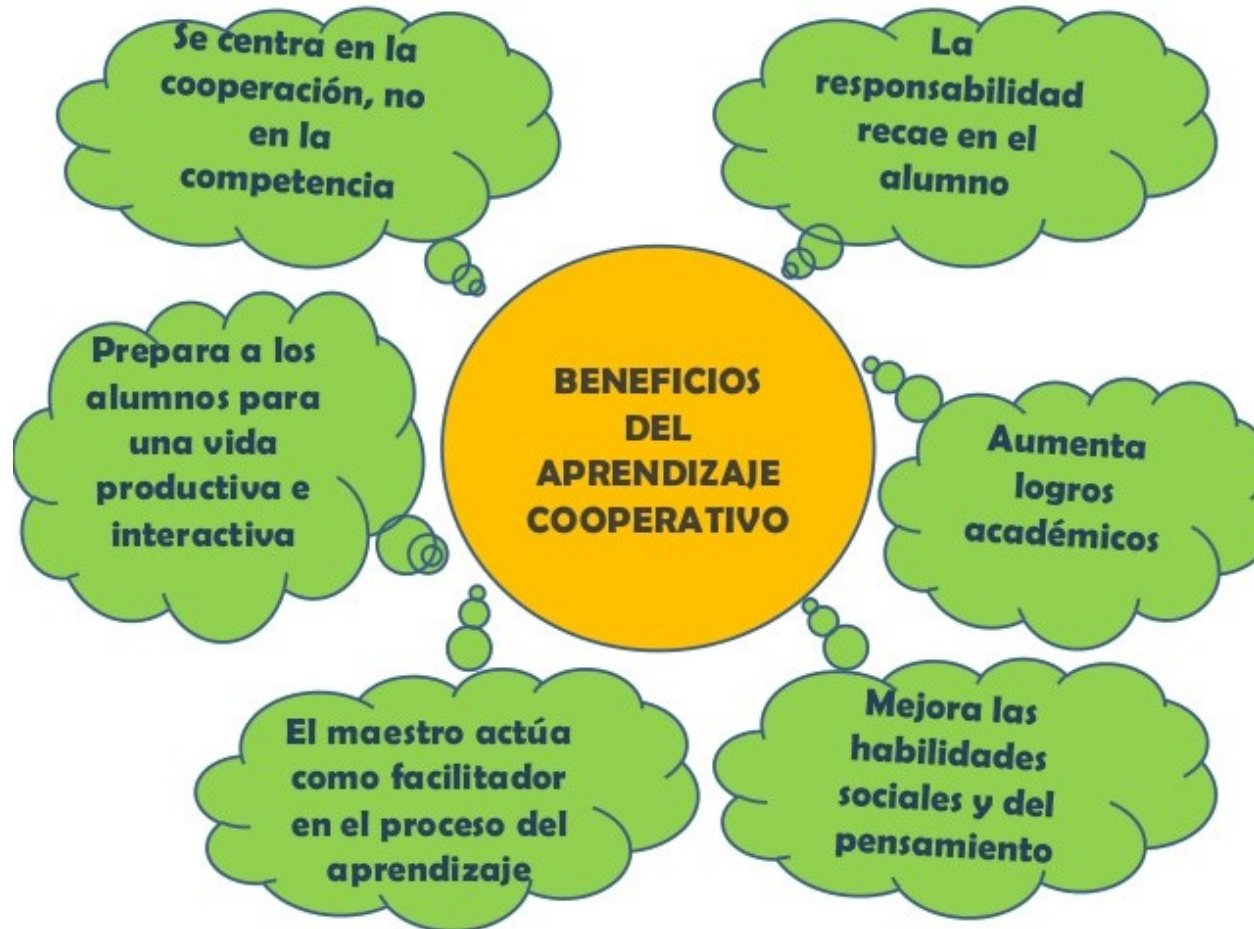 Se centra en la
cooperación, no
en la
competencia
La
responsabilidad
recae en el
alumno
Prepara a los
alumnos para
una vida
productiva e
interactiva
BENEFICIOS
DEL
APRENDIZAJE
COOPERATIVO
Aumenta
logros
académicos
El maestro actúa
como facilitador
en el proceso del
aprendizaje
Mejora las
habilidades
sociales y del
pensamiento